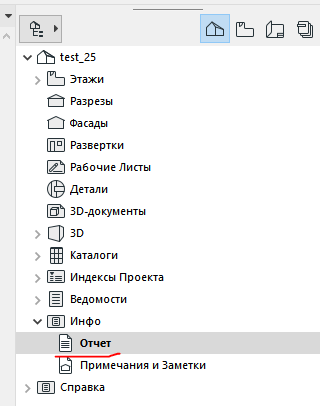 test_25
Этажи
Разрезы
Фасады
Развертки
Рабочие Листы
Детали
3D-документы
3D
Каталоги
Индексы Проекта
Ведомости
Инфо
Отчет
Примечания и Заметки
Справка